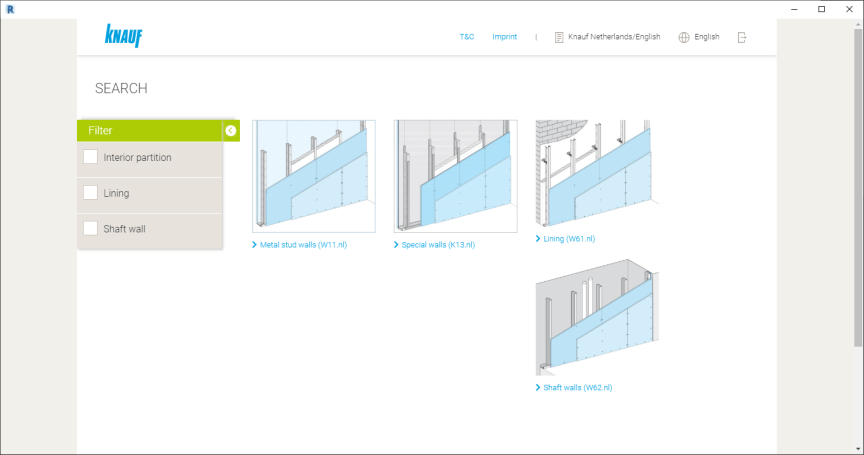 R
KNAUF
T&C Imprint | Knauf Netherlands/English English
SEARCH
Filter
Interior partition
Lining
Shaft wall
Metal stud walls (W11.nl)
Special walls (K13.nl)
Lining (W61.nl)
Shaft walls (W62.nl)